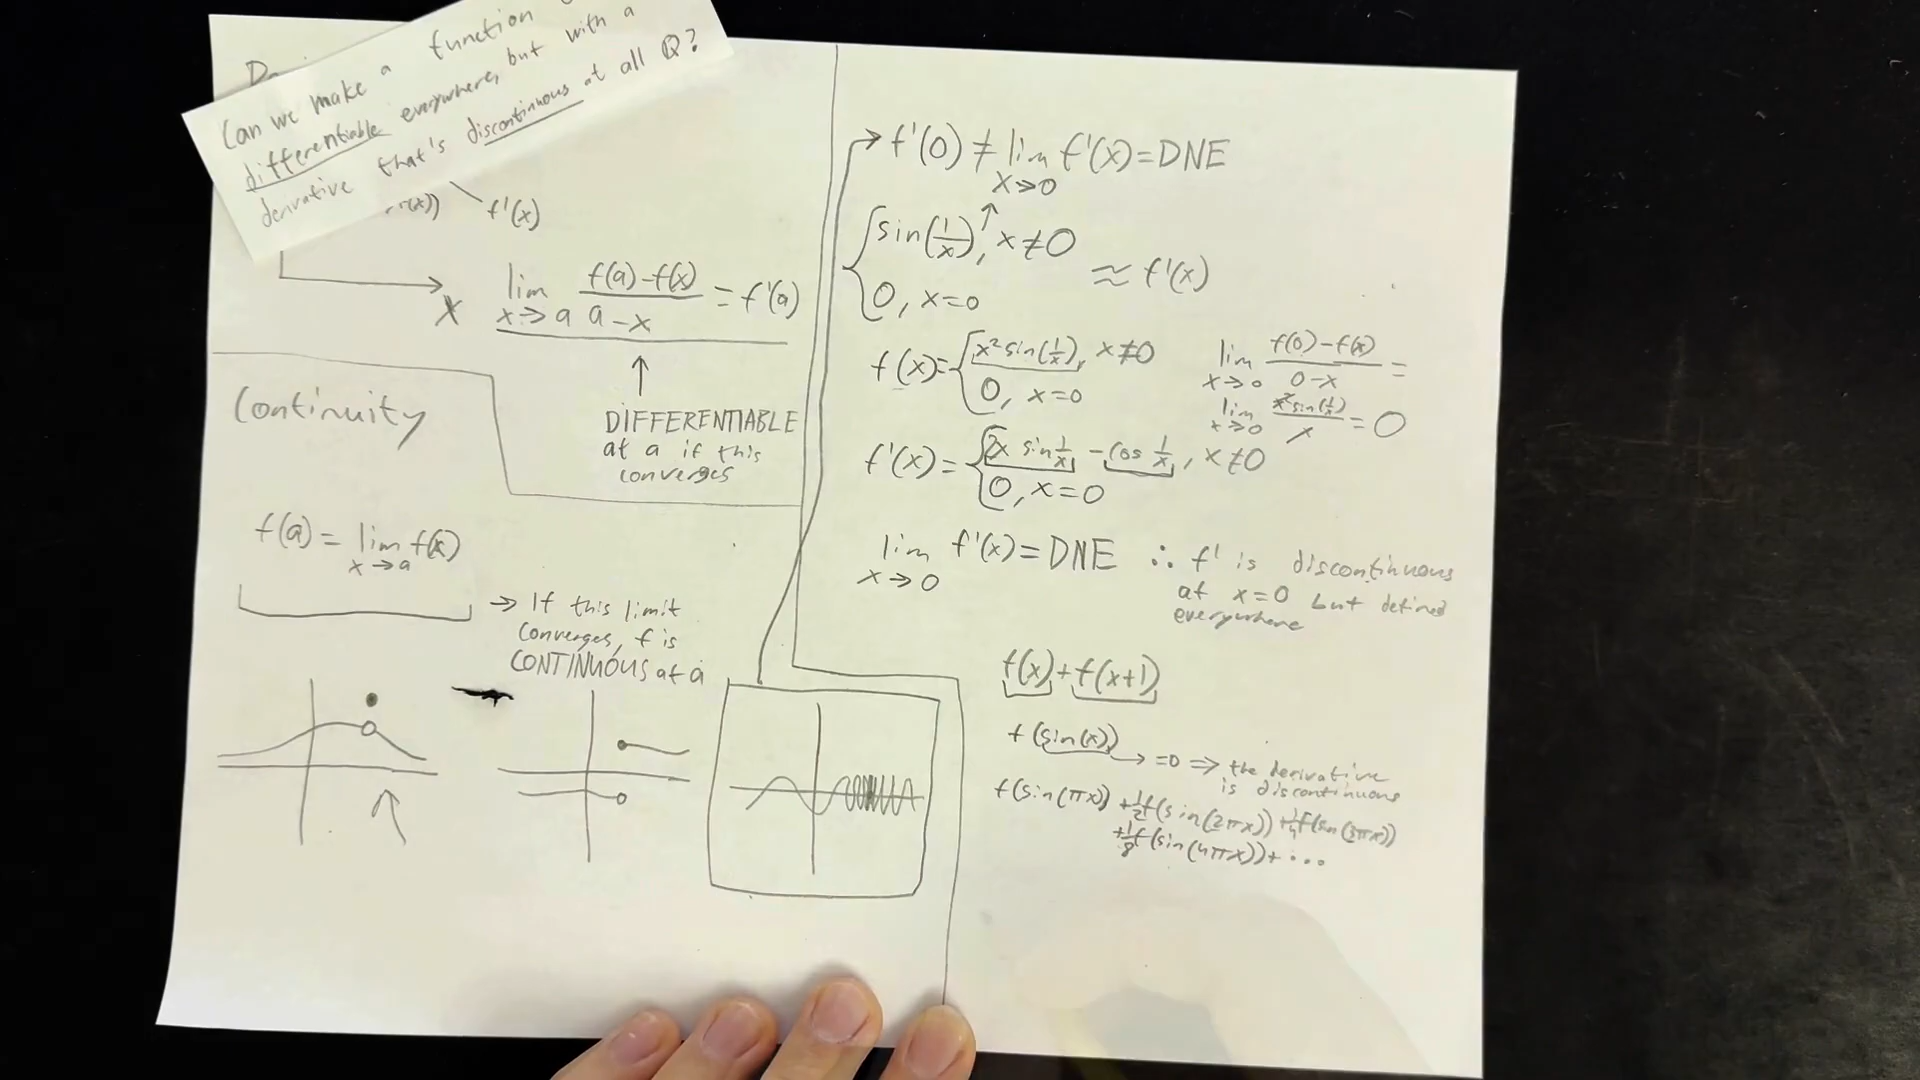 Can we make a function
differentiable everywhere, but with a
derivative that's discontinuous at all ℚ?
f'(x)
x
lim x→a (f(a)-f(x))/(a-x) = f'(a)
DIFFERENTIABLE
at a if this
converges
Continuity
f(a) = lim x→a f(x)
→ If this limit
converges, f is
CONTINUOUS at a
→ f'(0) ≠ lim x→0 f'(x) = DNE
{ sin(1/x), x≠0
0, x=0
≈ f'(x)
f(x) = { x² sin(1/x), x≠0
0, x=0
lim x→0 (f(0)-f(x))/(0-x) =
lim x→0 (x² sin(1/x))/x = 0
f'(x) = { 2x sin 1/x - cos 1/x, x≠0
0, x=0
lim x→0 f'(x) = DNE ∴ f' is discontinuous
at x=0 but defined
everywhere
f(x) + f(x+1)
f(sin(x)) → =0 ⇒ the derivative
is discontinuous
f(sin(πx)) + 1/2 f(sin(2πx)) + 1/4 f(sin(3πx))
+ 1/8 f(sin(4πx)) + ...